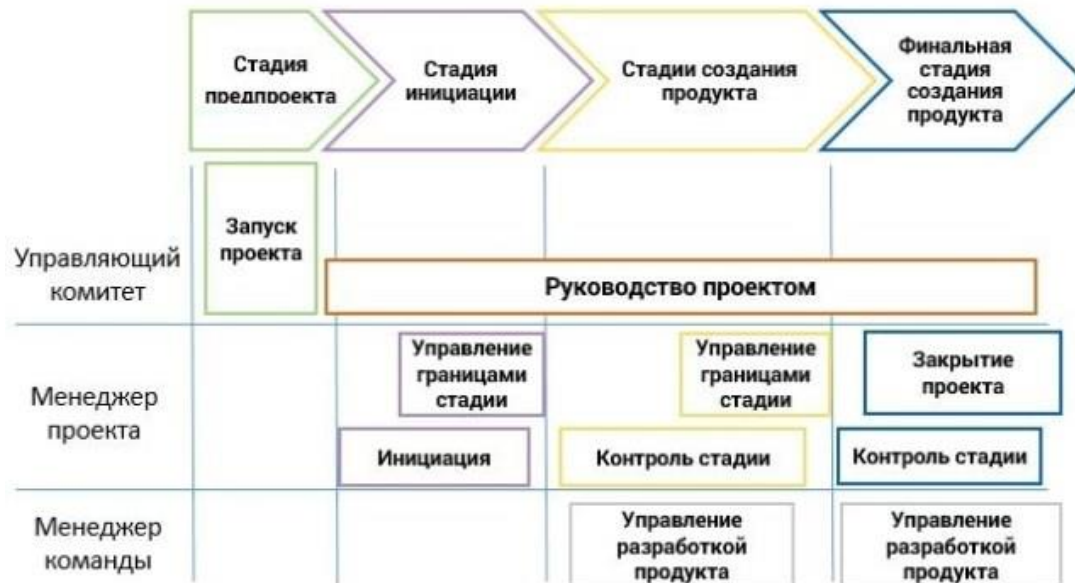 Стадия
предпроекта
Стадия
инициации
Стадии создания
продукта
Финальная
стадия
создания
продукта
Управляющий
комитет
Запуск
проекта
Руководство проектом
Менеджер
проекта
Управление
границами
стадии
Управление
границами
стадии
Закрытие
проекта
Инициация
Контроль стадии
Контроль стадии
Менеджер
команды
Управление
разработкой
продукта
Управление
разработкой
продукта